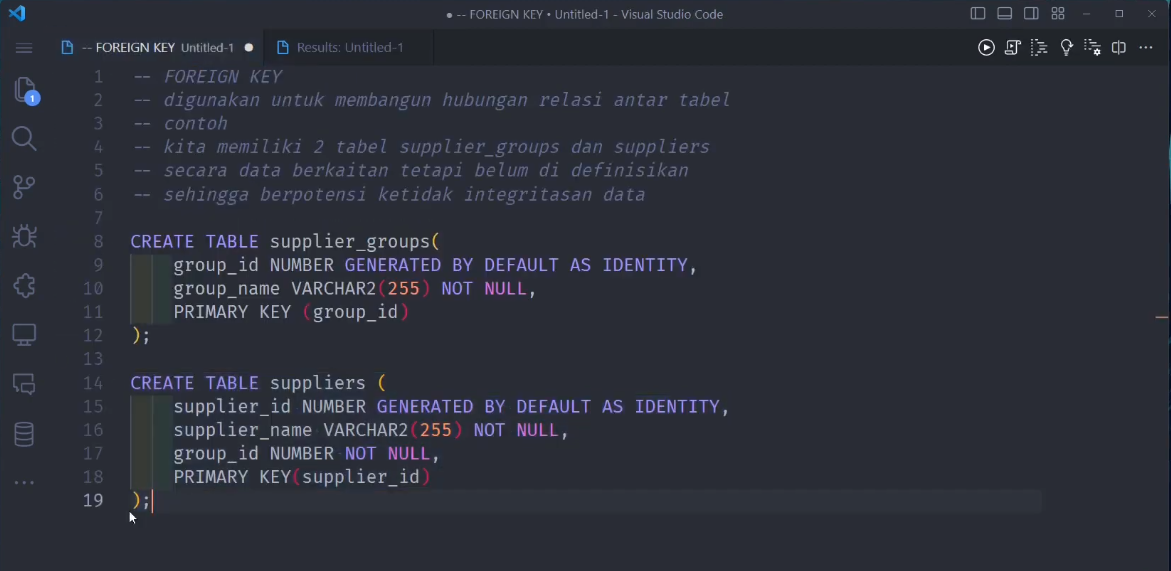 ● -- FOREIGN KEY • Untitled-1 - Visual Studio Code
-- FOREIGN KEY Untitled-1 ●
Results: Untitled-1
1
1 -- FOREIGN KEY
2 -- digunakan untuk membangun hubungan relasi antar tabel
3 -- contoh
4 -- kita memiliki 2 tabel supplier_groups dan suppliers
5 -- secara data berkaitan tetapi belum di definisikan
6 -- sehingga berpotensi ketidak integritasan data
7
8 CREATE TABLE supplier_groups(
9 group_id NUMBER GENERATED BY DEFAULT AS IDENTITY,
10 group_name VARCHAR2(255) NOT NULL,
11 PRIMARY KEY (group_id)
12 );
13
14 CREATE TABLE suppliers (
15 supplier_id NUMBER GENERATED BY DEFAULT AS IDENTITY,
16 supplier_name VARCHAR2(255) NOT NULL,
17 group_id NUMBER NOT NULL,
18 PRIMARY KEY(supplier_id)
19 );